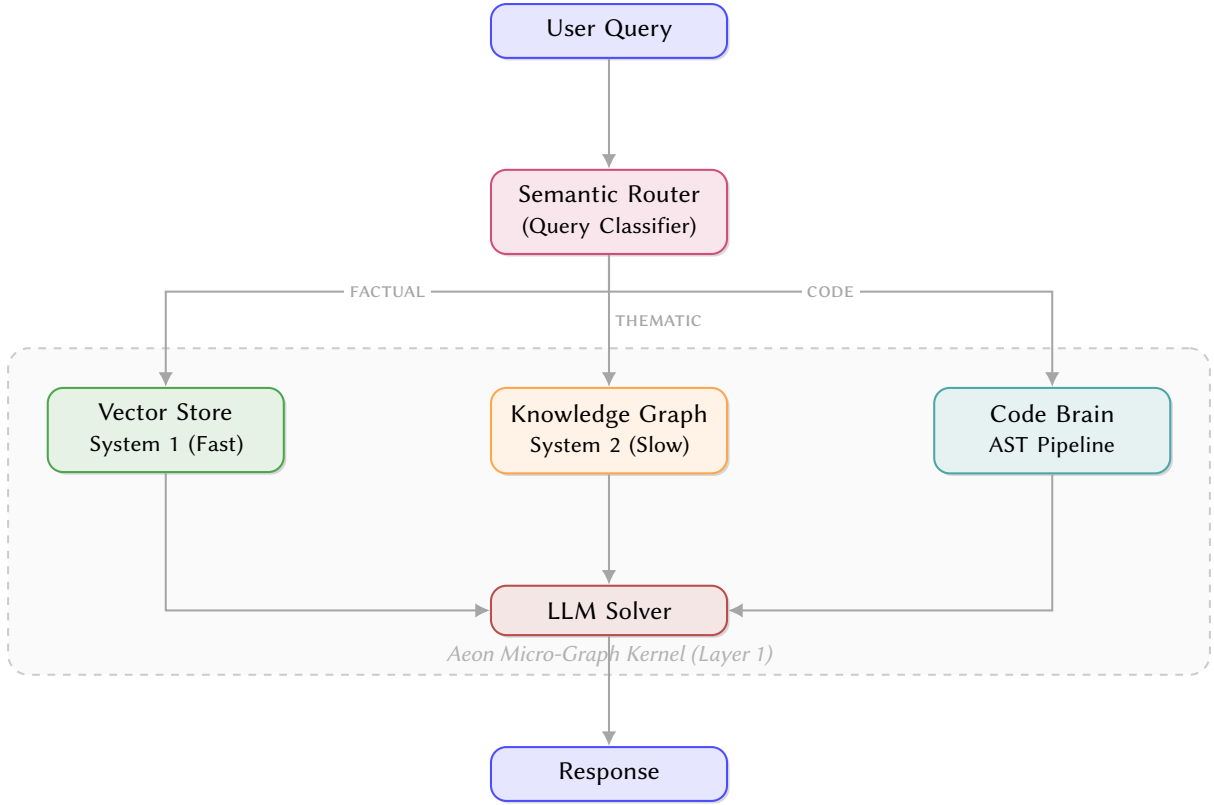 User Query
Semantic Router
(Query Classifier)
FACTUAL
CODE
THEMATIC
Vector Store
System 1 (Fast)
Knowledge Graph
System 2 (Slow)
Code Brain
AST Pipeline
LLM Solver
Aeon Micro-Graph Kernel (Layer 1)
Response